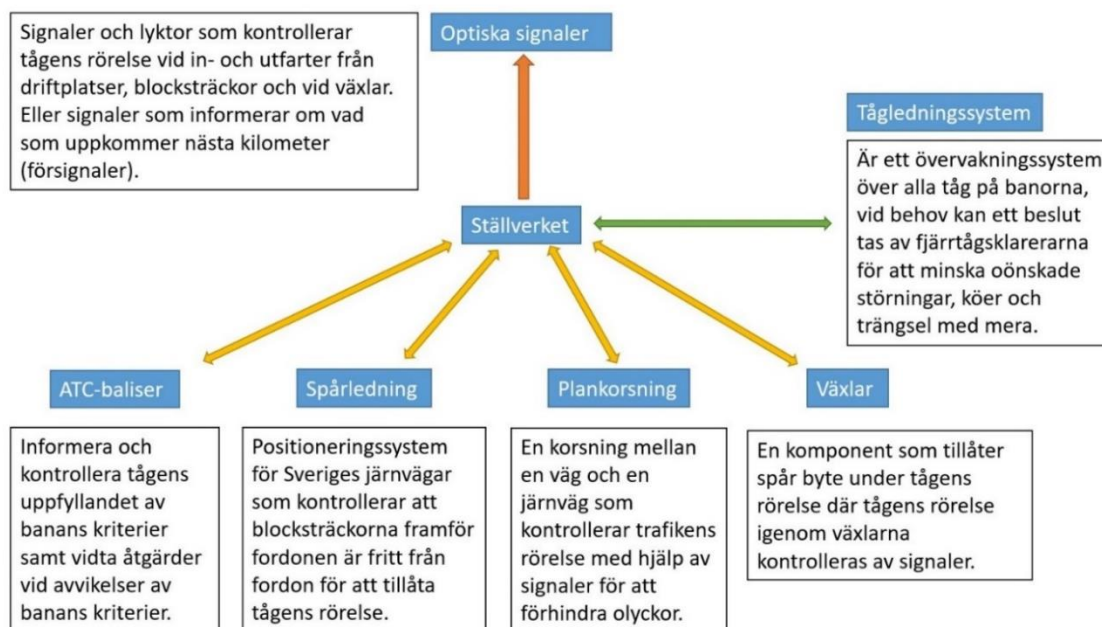 Signaler och lyktor som kontrollerar
tågens rörelse vid in- och utfarter från
driftplatser, blocksträckor och vid växlar.
Eller signaler som informerar om vad
som uppkommer nästa kilometer
(försignaler).
Optiska signaler
Tågledningssystem
Är ett övervakningssystem
över alla tåg på banorna,
vid behov kan ett beslut
tas av fjärrtågsklarerarna
för att minska oönskade
störningar, köer och
trängsel med mera.
Ställverket
ATC-baliser
Informera och
kontrollera tågens
uppfyllandet av
banans kriterier
samt vidta åtgärder
vid avvikelser av
banans kriterier.
Spårledning
Positioneringssystem
för Sveriges järnvägar
som kontrollerar att
blocksträckorna framför
fordonen är fritt från
fordon för att tillåta
tågens rörelse.
Plankorsning
En korsning mellan
en väg och en
järnväg som
kontrollerar trafikens
rörelse med hjälp av
signaler för att
förhindra olyckor.
Växlar
En komponent som tillåter
spår byte under tågens
rörelse där tågens rörelse
igenom växlarna
kontrolleras av signaler.